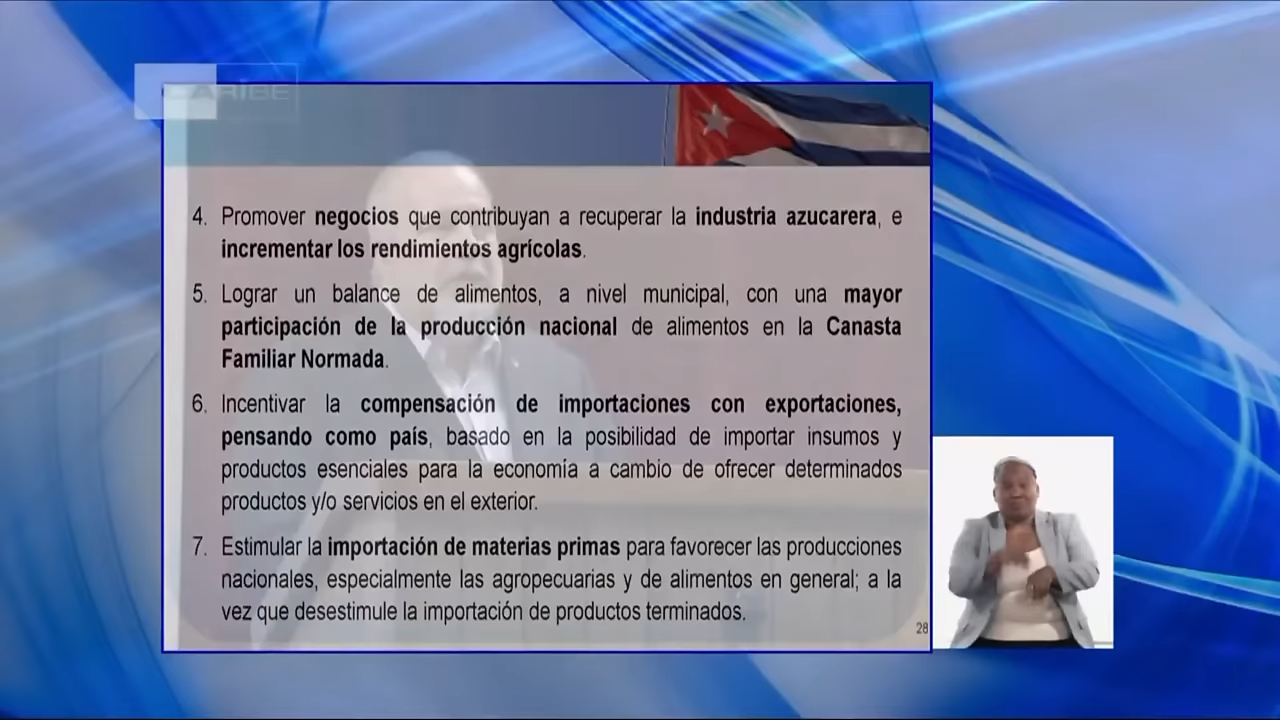 CARIBE
4. Promover negocios que contribuyan a recuperar la industria azucarera, e
incrementar los rendimientos agrícolas.
5. Lograr un balance de alimentos, a nivel municipal, con una mayor
participación de la producción nacional de alimentos en la Canasta
Familiar Normada.
6. Incentivar la compensación de importaciones con exportaciones,
pensando como país, basado en la posibilidad de importar insumos y
productos esenciales para la economía a cambio de ofrecer determinados
productos y/o servicios en el exterior.
7. Estimular la importación de materias primas para favorecer las producciones
nacionales, especialmente las agropecuarias y de alimentos en general; a la
vez que desestimule la importación de productos terminados.
28